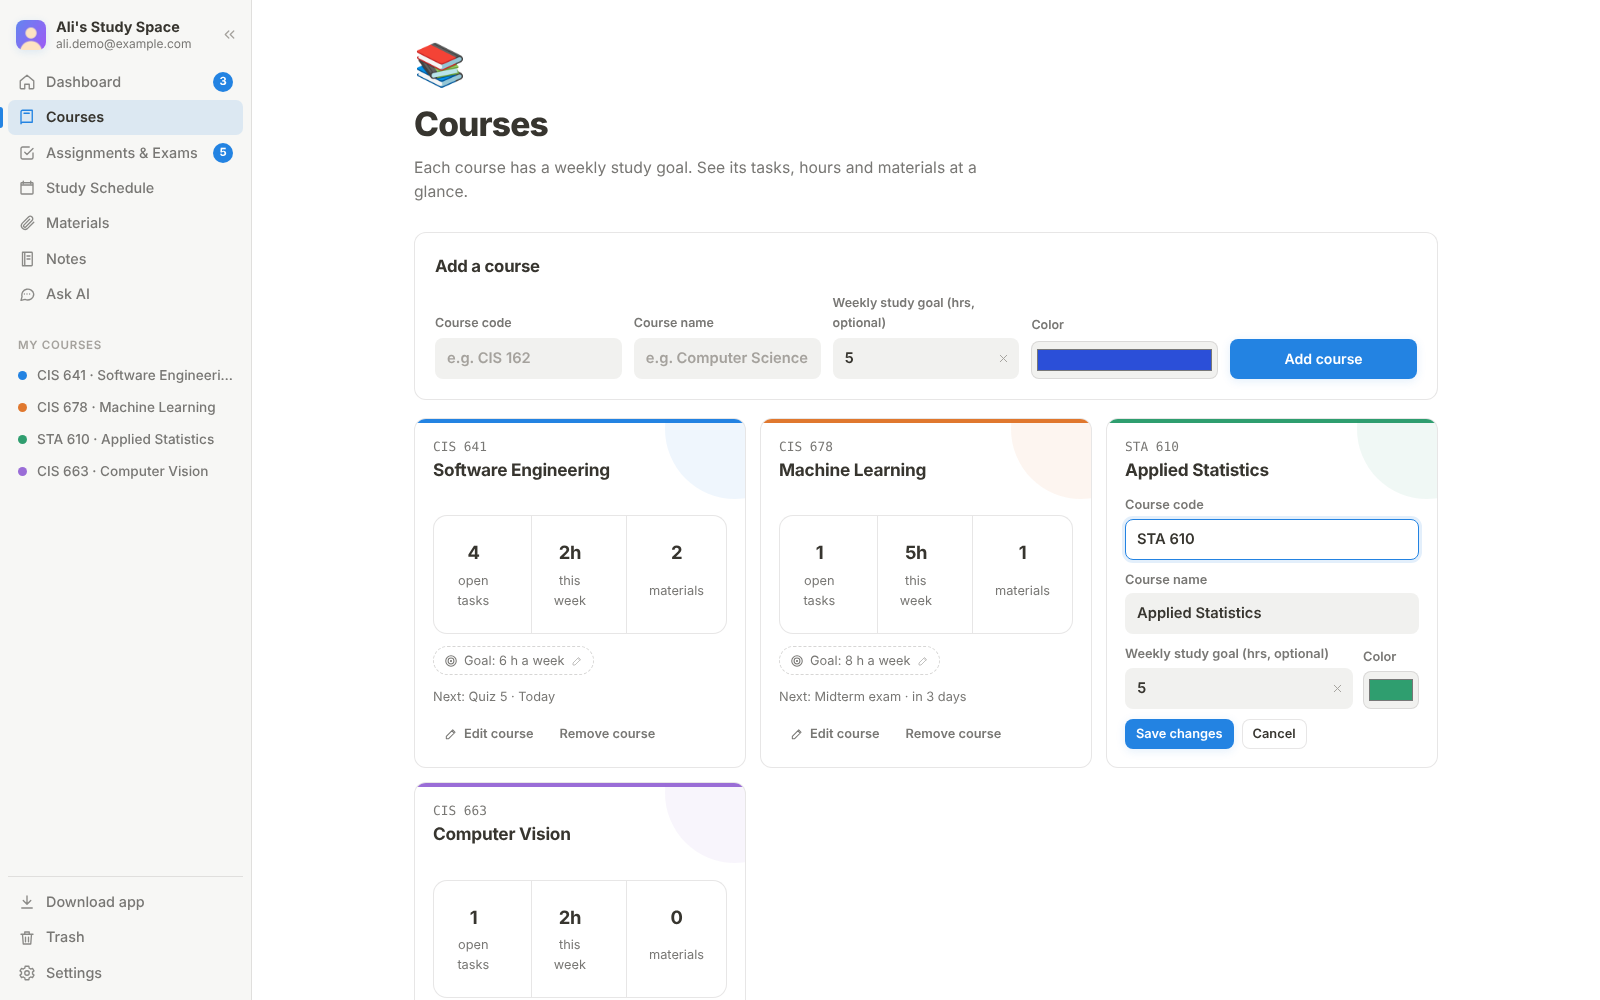 Ali's Study Space
ali.demo@example.com
Dashboard
3
Courses
Assignments & Exams
5
Study Schedule
Materials
Notes
Ask AI
MY COURSES
CIS 641 · Software Engineeri...
CIS 678 · Machine Learning
STA 610 · Applied Statistics
CIS 663 · Computer Vision
Download app
Trash
Settings
Courses
Each course has a weekly study goal. See its tasks, hours and materials at a
glance.
Add a course
Course code
e.g. CIS 162
Course name
e.g. Computer Science
Weekly study goal (hrs,
optional)
5
Color
Add course
CIS 641
Software Engineering
4
open
tasks
2h
this
week
2
materials
Goal: 6 h a week
Next: Quiz 5 · Today
Edit course
Remove course
CIS 678
Machine Learning
1
open
tasks
5h
this
week
1
materials
Goal: 8 h a week
Next: Midterm exam · in 3 days
Edit course
Remove course
STA 610
Applied Statistics
Course code
STA 610
Course name
Applied Statistics
Weekly study goal (hrs, optional)
5
Color
Save changes
Cancel
CIS 663
Computer Vision
1
open
tasks
2h
this
week
0
materials